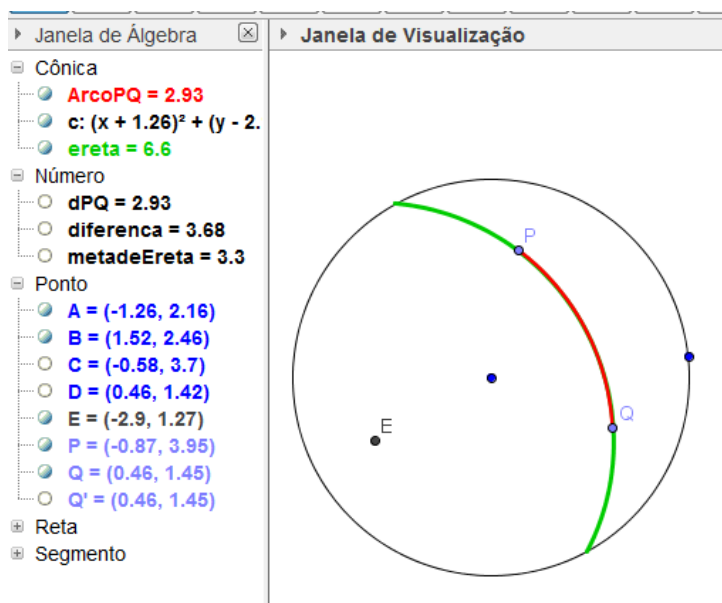 Janela de Álgebra
Janela de Visualização
Cônica
ArcoPQ = 2.93
c: (x + 1.26)² + (y - 2.
ereta = 6.6
Número
dPQ = 2.93
diferenca = 3.68
metadeEreta = 3.3
Ponto
A = (-1.26, 2.16)
B = (1.52, 2.46)
C = (-0.58, 3.7)
D = (0.46, 1.42)
E = (-2.9, 1.27)
P = (-0.87, 3.95)
Q = (0.46, 1.45)
Q' = (0.46, 1.45)
Reta
Segmento
P
Q
E